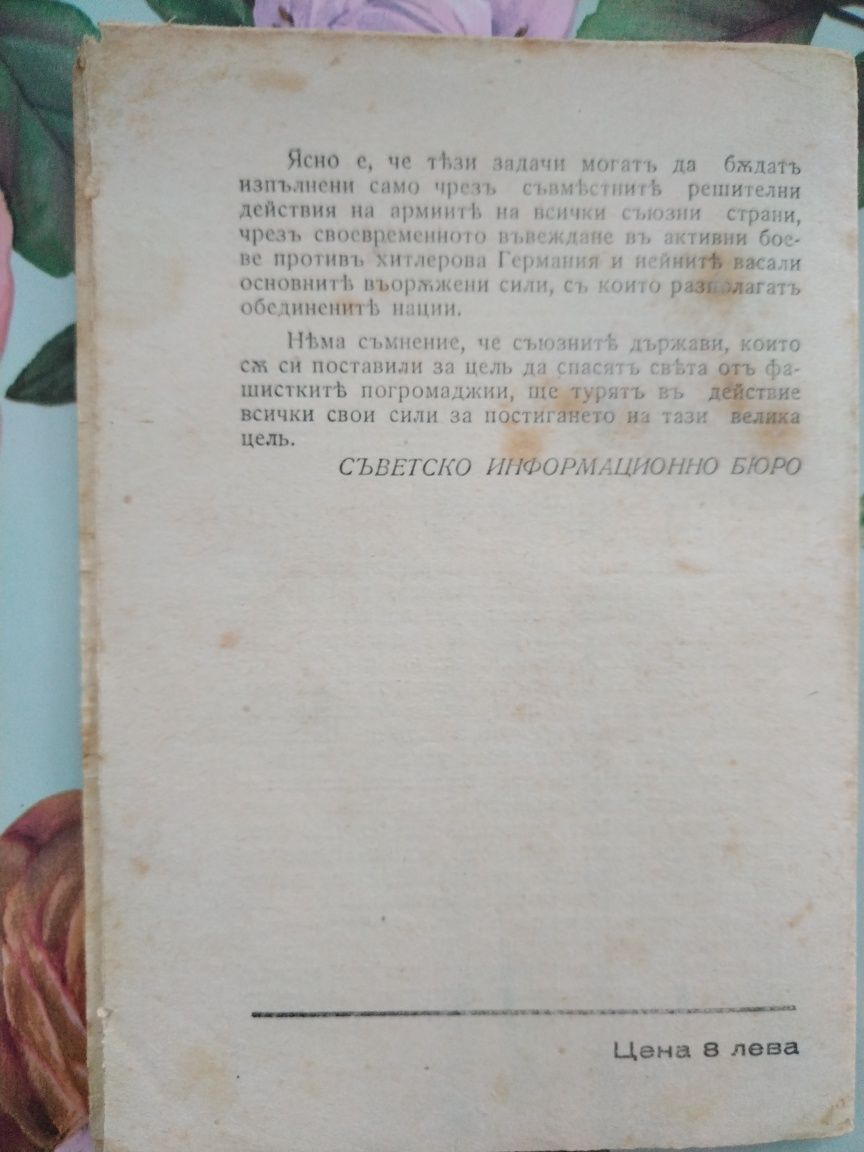 Ясно е, че тѣзи задачи могатъ да бѫдатъ
изпълнени само чрезъ съвмѣстнитѣ решителни
действия на армиитѣ на всички съюзни страни,
чрезъ своевременното въвеждане въ активни бое-
ве противъ хитлерова Германия и нейнитѣ васали
основнитѣ въорѫжени сили, съ които разполагатъ
обединенитѣ нации.
Нѣма съмнение, че съюзнитѣ държави, които
сѫ си поставили за цель да спасятъ свѣта отъ фа-
шисткитѣ погромаджии, ще турятъ въ действие
всички свои сили за постигането на тази велика
цель.
СЪВЕТСКО ИНФОРМАЦИОННО БЮРО
Цена 8 лева